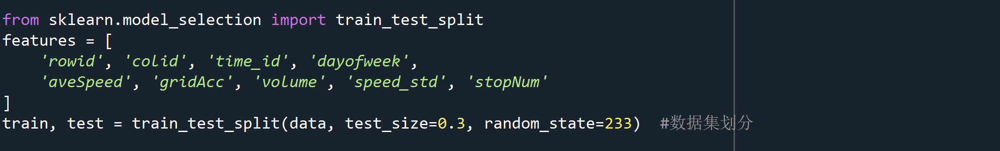 from sklearn.model_selection import train_test_split
features = [
    'rowid', 'colid', 'time_id', 'dayofweek',
    'aveSpeed', 'gridAcc', 'volume', 'speed_std', 'stopNum'
]
train, test = train_test_split(data, test_size=0.3, random_state=233)  #数据集划分